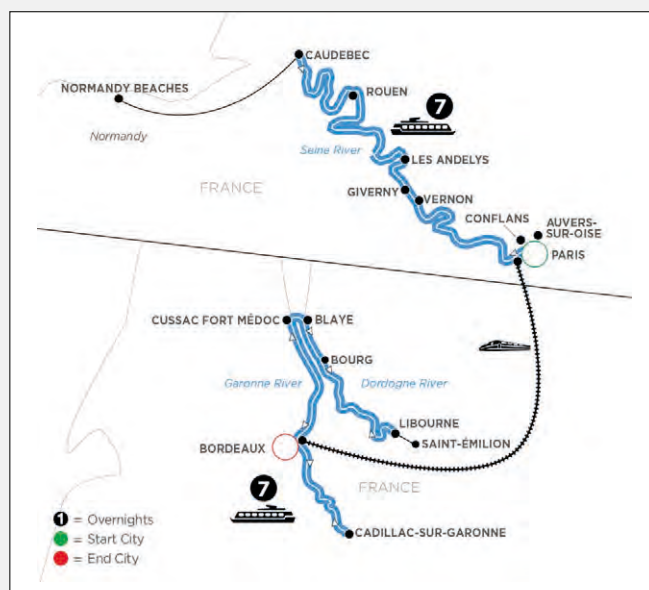 CAUDEBEC
NORMANDY BEACHES
ROUEN
7
Normandy
Seine River
LES ANDELYS
FRANCE
GIVERNY
VERNON
CONFLANS
AUVERS-
SUR-OISE
PARIS
CUSSAC FORT MÉDOC
BLAYE
BOURG
Garonne River
Dordogne River
LIBOURNE
SAINT-ÉMILION
BORDEAUX
7
FRANCE
1 = Overnights
= Start City
= End City
CADILLAC-SUR-GARONNE